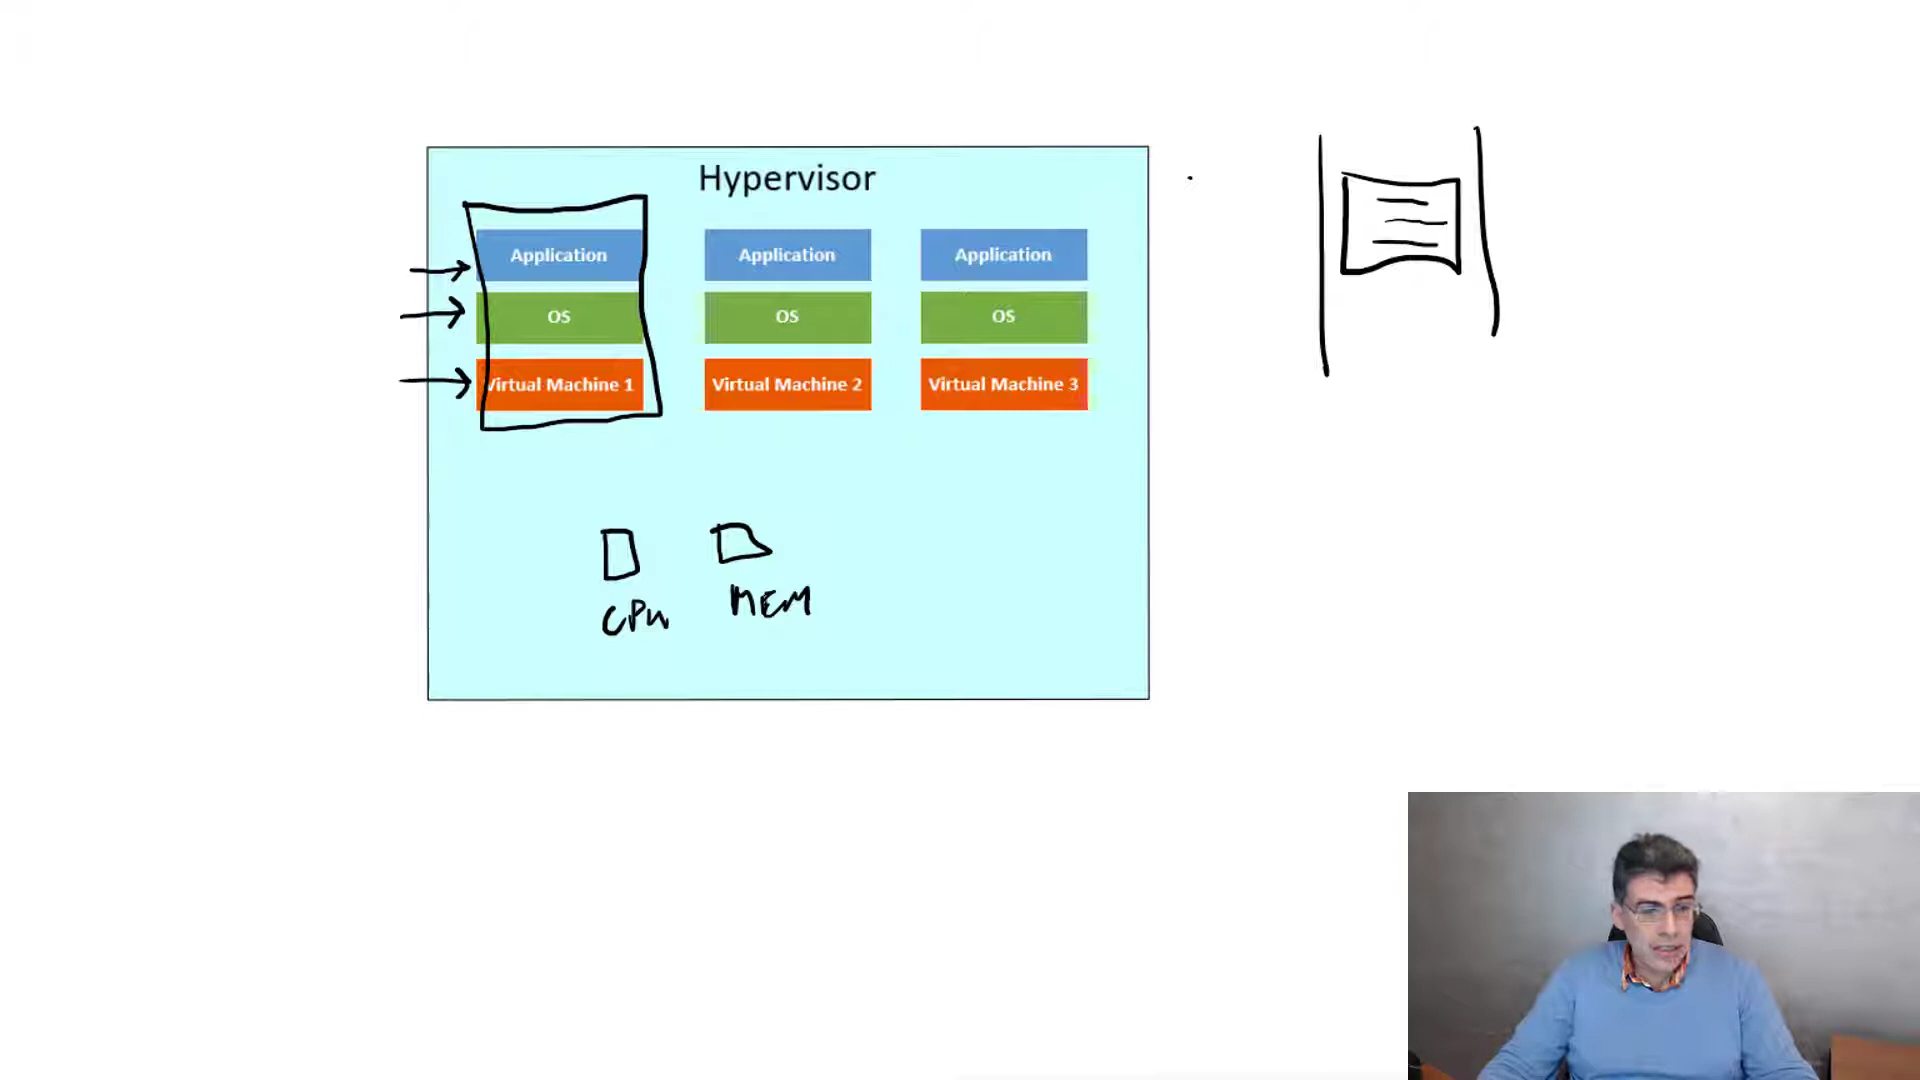 Hypervisor
Application Application Application
OS OS OS
Virtual Machine 1 Virtual Machine 2 Virtual Machine 3
CPU MEM